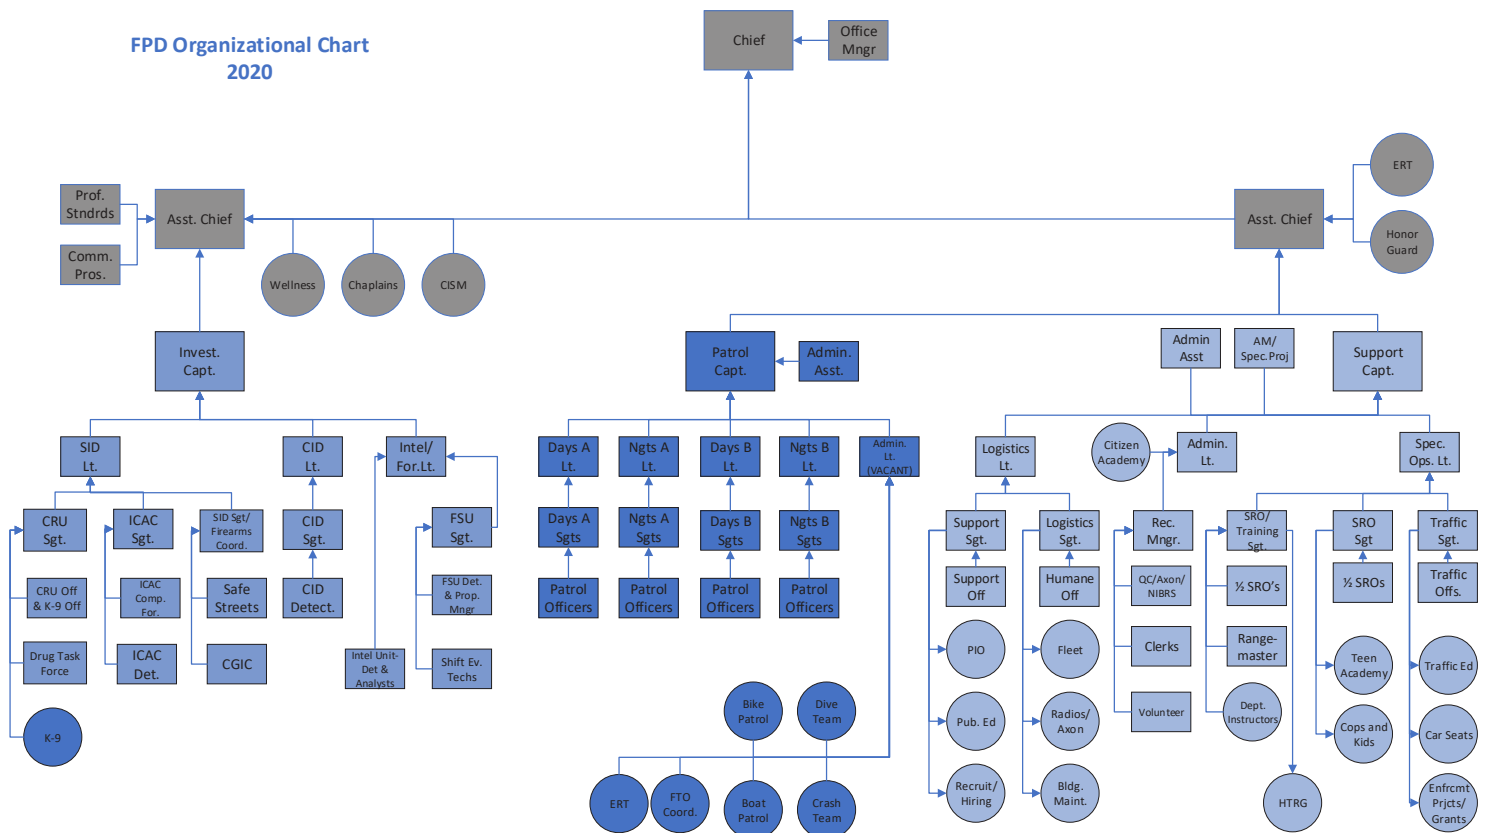 FPD Organizational Chart
2020
Chief
Office
Mngr
Prof.
Stndrds
Comm.
Pros.
Asst. Chief
Wellness
Chaplains
CISM
Asst. Chief
ERT
Honor
Guard
Invest.
Capt.
Patrol
Capt.
Admin.
Asst.
Admin
Asst
AM/
Spec.Proj
Support
Capt.
SID
Lt.
CID
Lt.
Intel/
For.Lt.
Days A
Lt.
Ngts A
Lt.
Days B
Lt.
Ngts B
Lt.
Admin.
Lt.
(VACANT)
Logistics
Lt.
Citizen
Academy
Admin.
Lt.
Spec.
Ops. Lt.
CRU
Sgt.
ICAC
Sgt.
SID Sgt/
Firearms
Coord.
CID
Sgt.
FSU
Sgt.
Days A
Sgts
Ngts A
Sgts
Days B
Sgts
Ngts B
Sgts
Support
Sgt.
Logistics
Sgt.
Rec.
Mngr.
SRO/
Training
Sgt.
SRO
Sgt
Traffic
Sgt.
CRU Off
& K-9 Off
ICAC
Comp.
For.
Safe
Streets
CID
Detect.
FSU Det.
& Prop.
Mngr
Patrol
Officers
Patrol
Officers
Patrol
Officers
Patrol
Officers
Support
Off
Humane
Off
QC/Axon/
NIBRS
½ SRO’s
½ SROs
Traffic
Offs.
Drug Task
Force
ICAC
Det.
CGIC
Intel Unit-
Det &
Analysts
Shift Ev.
Techs
PIO
Fleet
Clerks
Range-
master
Teen
Academy
Traffic Ed
K-9
Bike
Patrol
Dive
Team
Pub. Ed
Radios/
Axon
Volunteer
Dept.
Instructors
Cops and
Kids
Car Seats
ERT
FTO
Coord.
Boat
Patrol
Crash
Team
Recruit/
Hiring
Bldg.
Maint.
HTRG
Enfrcmt
Prjcts/
Grants